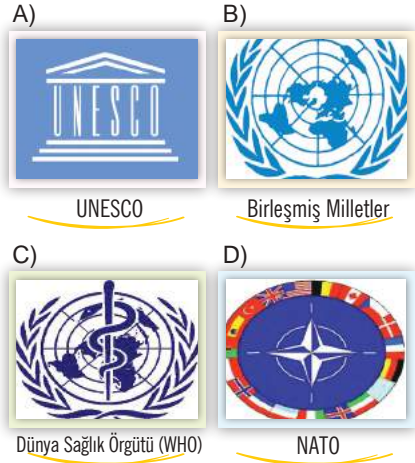 A)
B)
UNESCO
UNESCO
Birleşmiş Milletler
C)
D)
Dünya Sağlık Örgütü (WHO)
NATO